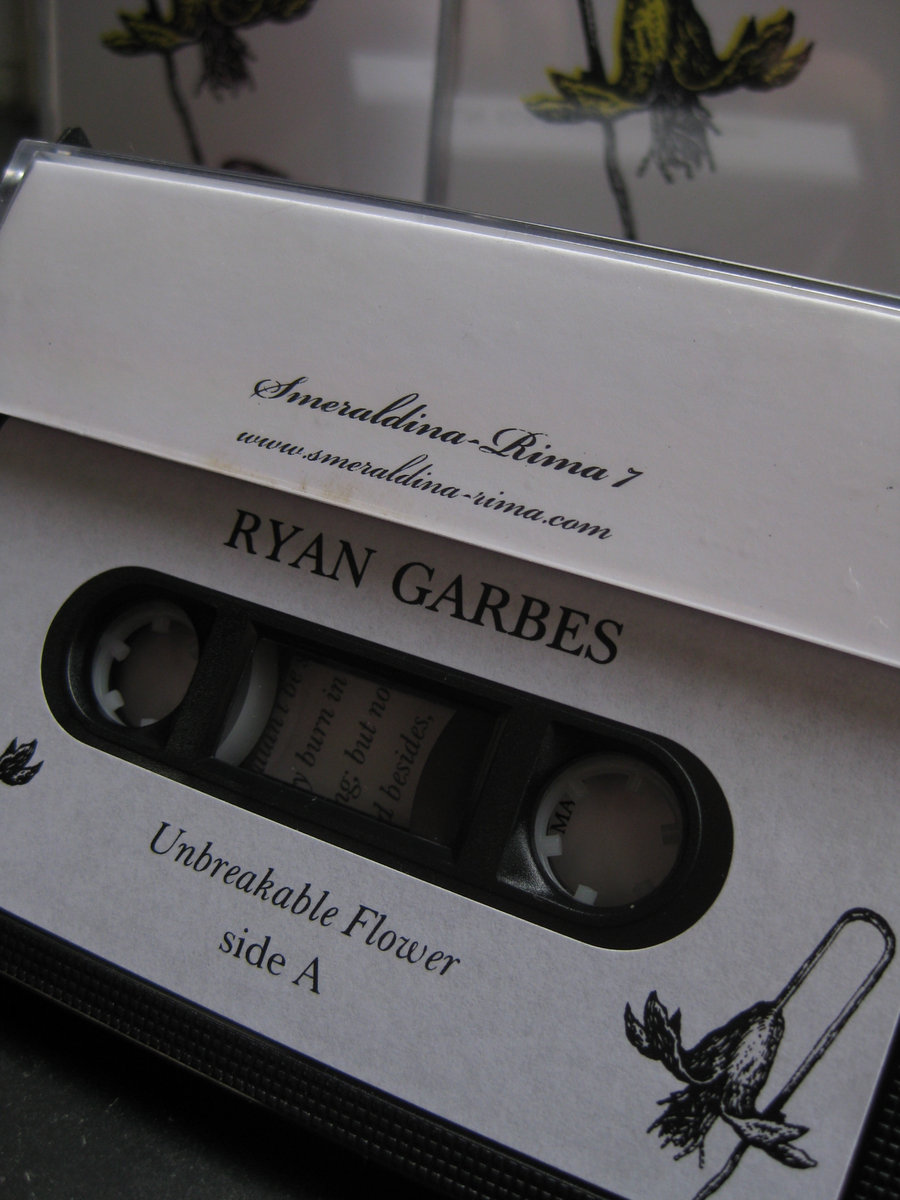 Smeraldina-Rima 7
www.smeraldina-rima.com
RYAN GARBES
burn in
but no
besides,
MA
Unbreakable Flower
side A